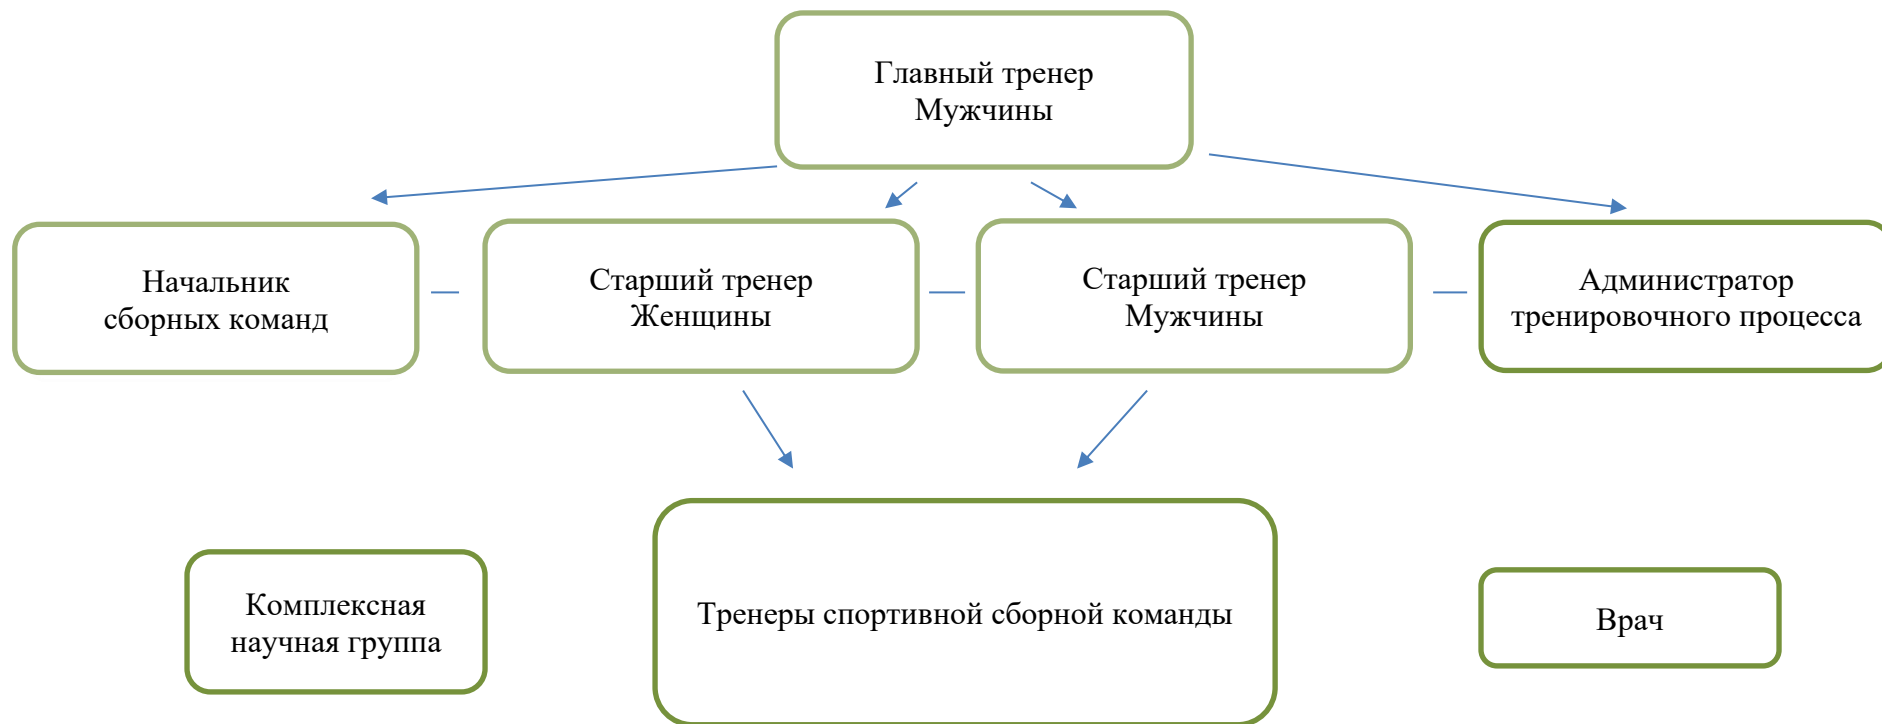 Главный тренер
Мужчины
Начальник
сборных команд
Старший тренер
Женщины
Старший тренер
Мужчины
Администратор
тренировочного процесса
Комплексная
научная группа
Тренеры спортивной сборной команды
Врач